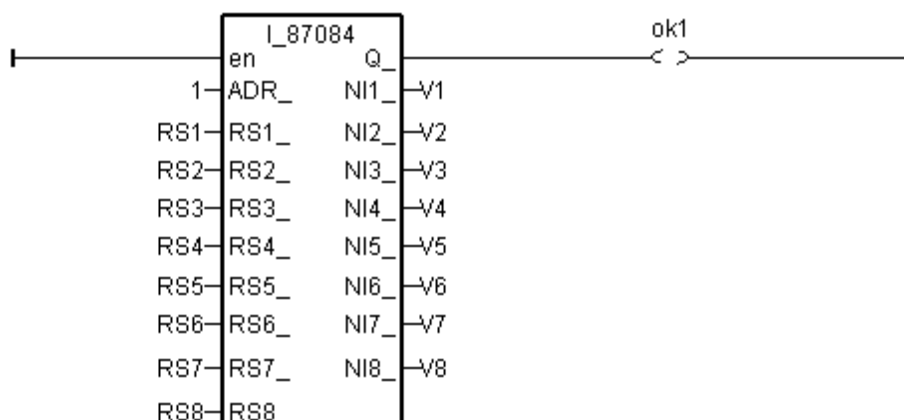 I_87084
ok1
en Q_
1 ADR_ NI1_ V1
RS1 RS1_ NI2_ V2
RS2 RS2_ NI3_ V3
RS3 RS3_ NI4_ V4
RS4 RS4_ NI5_ V5
RS5 RS5_ NI6_ V6
RS6 RS6_ NI7_ V7
RS7 RS7_ NI8_ V8
RS8 RS8